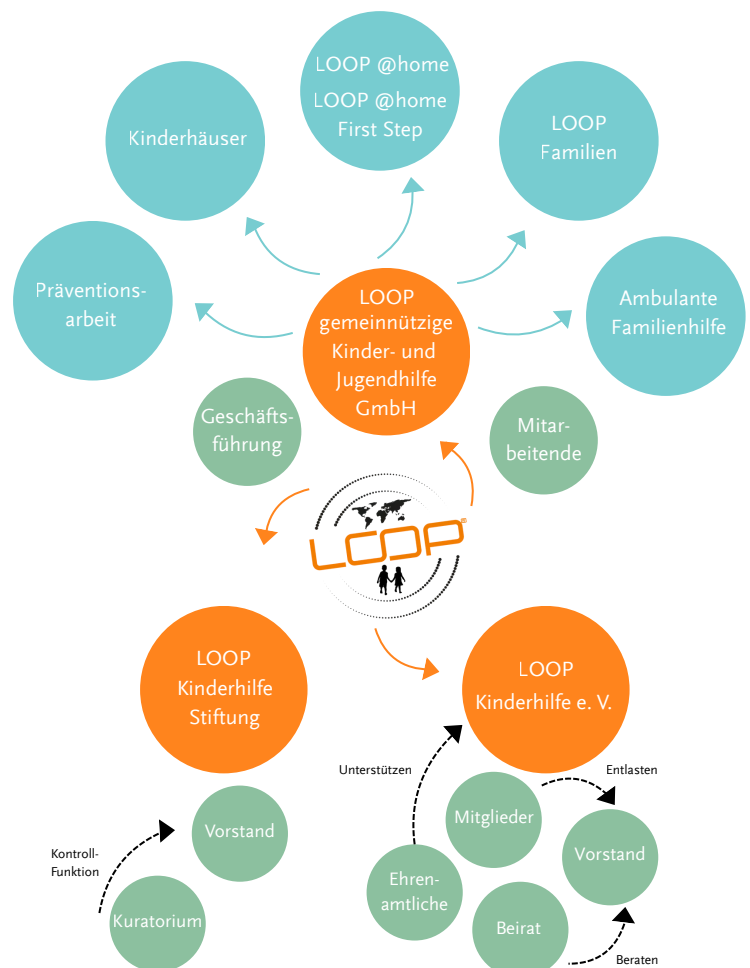 LOOP @home
LOOP @home
First Step
Kinderhäuser
LOOP
Familien
Präventions-
arbeit
LOOP
gemeinnützige
Kinder- und
Jugendhilfe
GmbH
Ambulante
Familienhilfe
Geschäfts-
führung
Mitar-
beitende
LOOP®
LOOP
Kinderhilfe
Stiftung
LOOP
Kinderhilfe e. V.
Unterstützen
Entlasten
Mitglieder
Vorstand
Vorstand
Kontroll-
Funktion
Ehren-
amtliche
Kuratorium
Beirat
Beraten